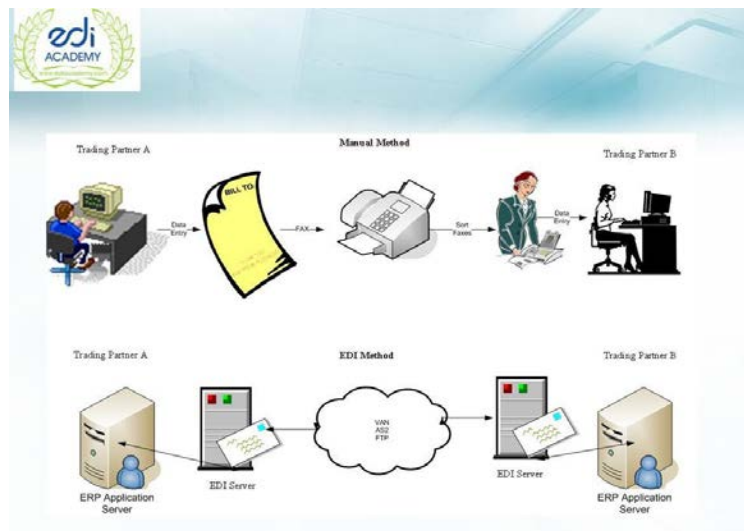 edi
ACADEMY
Manual Method
Trading Partner A
Trading Partner B
BILL TO
Data
Entry
FAX
Sort
Faxes
Data
Entry
Trading Partner A
EDI Method
Trading Partner B
VAN
AS2
FTP
EDI Server
EDI Server
ERP Application
Server
ERP Application
Server